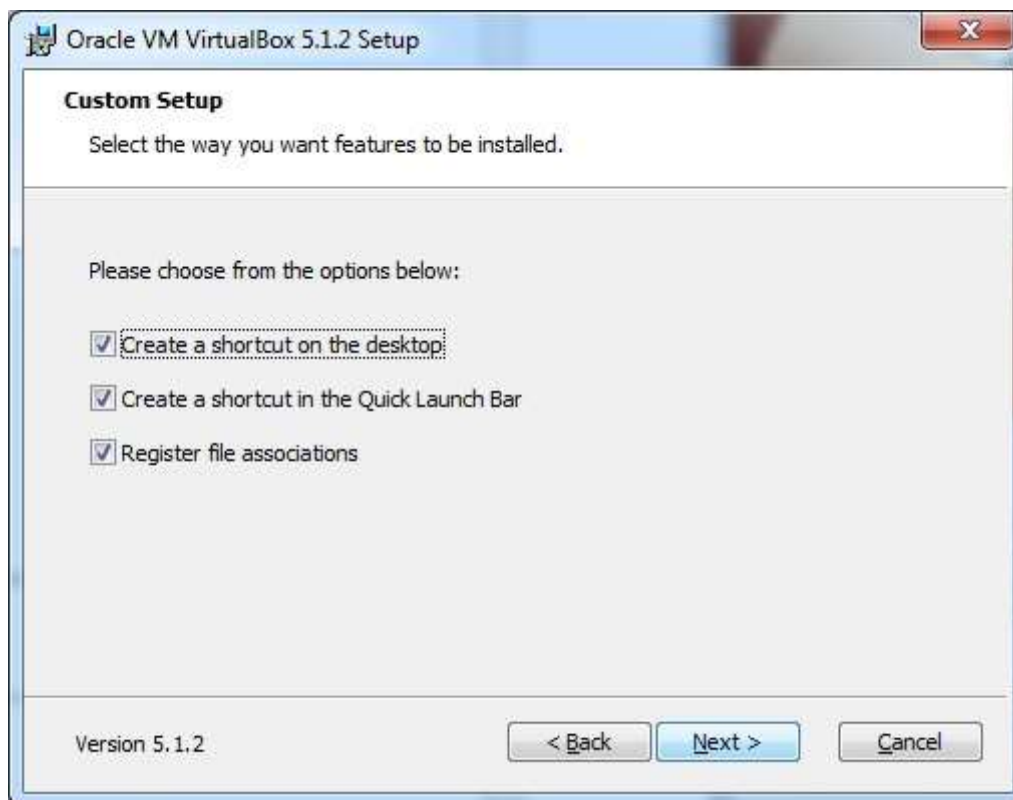 Oracle VM VirtualBox 5.1.2 Setup
Custom Setup
Select the way you want features to be installed.
Please choose from the options below:
Create a shortcut on the desktop
Create a shortcut in the Quick Launch Bar
Register file associations
Version 5.1.2
< Back
Next >
Cancel